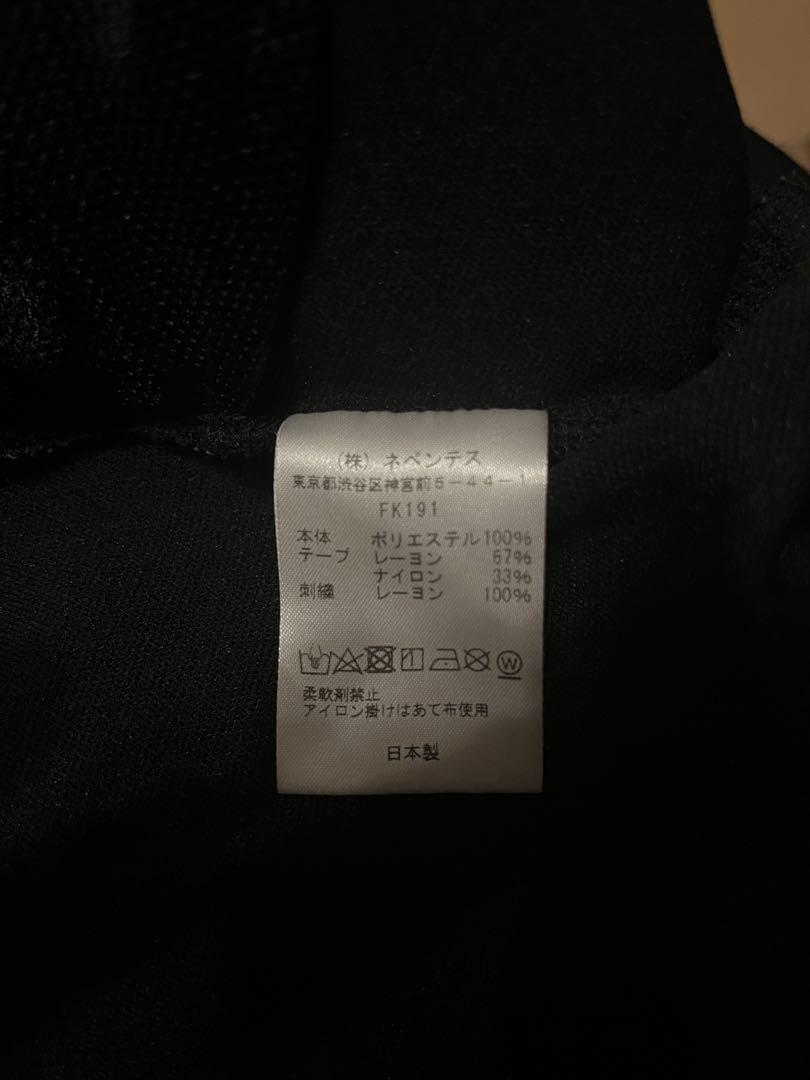 (株) ネペンテス
東京都渋谷区神宮前5-44-1
FK191
本体 ポリエステル 100%
テープ レーヨン 67%
ナイロン 33%
刺繍 レーヨン 100%
W
柔軟剤禁止
アイロン掛けはあて布使用
日本製